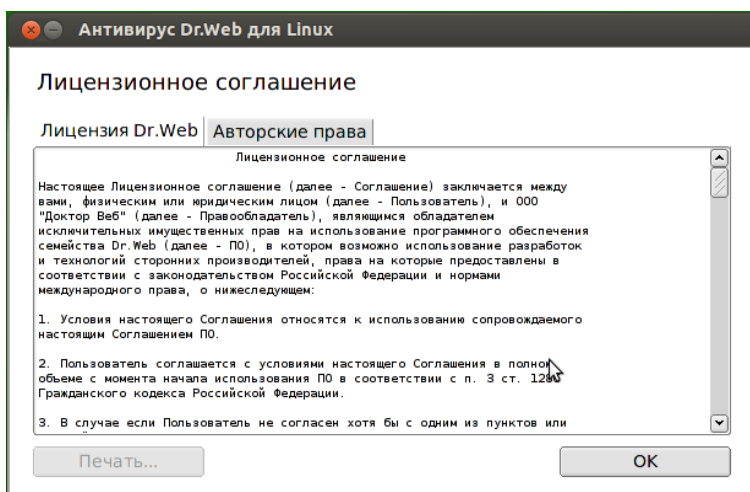 Антивирус Dr.Web для Linux
Лицензионное соглашение
Лицензия Dr.Web Авторские права
Лицензионное соглашение
Настоящее Лицензионное соглашение (далее - Соглашение) заключается между
вами, физическим или юридическим лицом (далее - Пользователь), и ООО
"Доктор Веб" (далее - Правообладатель), являющимся обладателем
исключительных имущественных прав на использование программного обеспечения
семейства Dr.Web (далее - ПО), в котором возможно использование разработок
и технологий сторонних производителей, права на которые предоставлены в
соответствии с законодательством Российской Федерации и нормами
международного права, о нижеследующем:
1. Условия настоящего Соглашения относятся к использованию сопровождаемого
настоящим Соглашением ПО.
2. Пользователь соглашается с условиями настоящего Соглашения в полном
объеме с момента начала использования ПО в соответствии с п. 3 ст.
Гражданского кодекса Российской Федерации.
3. В случае если Пользователь не согласен хотя бы с одним из пунктов или
Печать...
OK